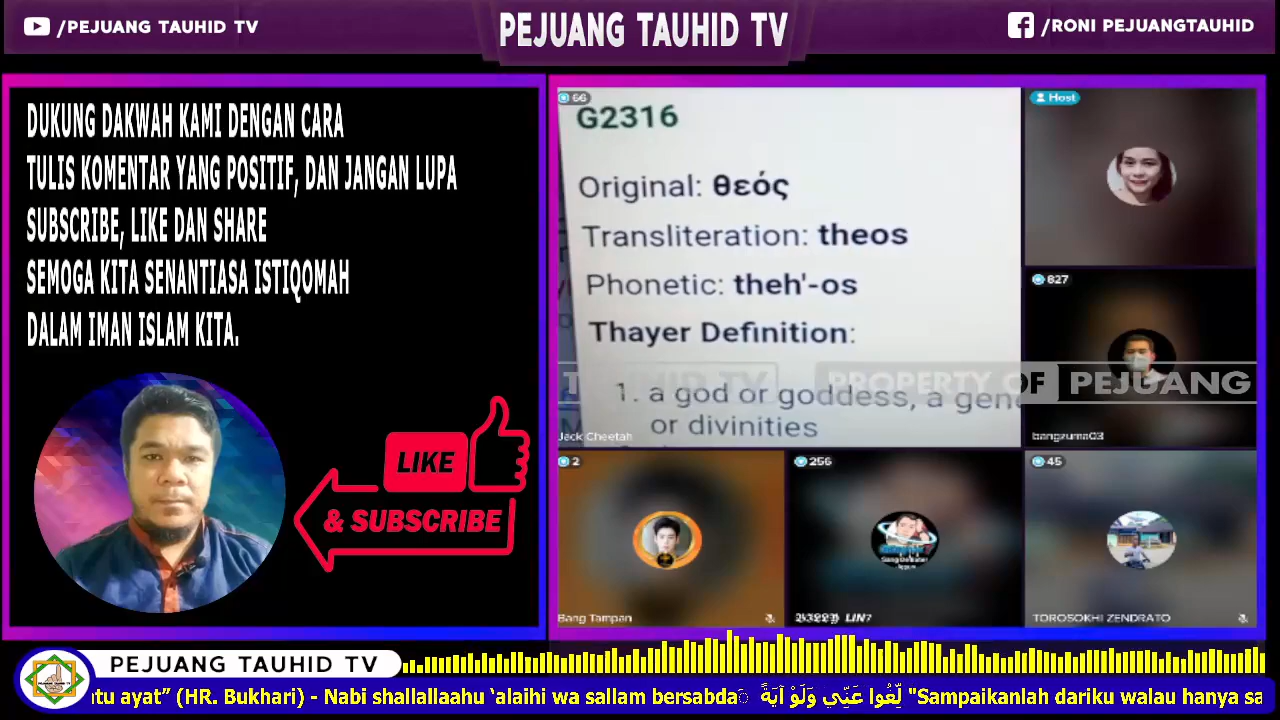 /PEJUANG TAUHID TV
PEJUANG TAUHID TV
/RONI PEJUANGTAUHID
DUKUNG DAKWAH KAMI DENGAN CARA
TULIS KOMENTAR YANG POSITIF, DAN JANGAN LUPA
SUBSCRIBE, LIKE DAN SHARE
SEMOGA KITA SENANTIASA ISTIQOMAH
DALAM IMAN ISLAM KITA.
LIKE
& SUBSCRIBE
66
G2316
Original: θεός
Transliteration: theos
Phonetic: theh'-os
Thayer Definition:
1. a god or goddess, a gen
or divinities
Jack Cheetah
Host
827
TAUHID TV PROPERTY OF PEJUANG
bangzuma03
2
Bang Tampan
256
LIN7
45
TOROSOKHI ZENDRATO
PEJUANG TAUHID TV
tu ayat” (HR. Bukhari) - Nabi shallallaahu ‘alaihi wa sallam bersabda بَلِّغُوا عَنِّي وَلَوْ آيَةً "Sampaikanlah dariku walau hanya sa